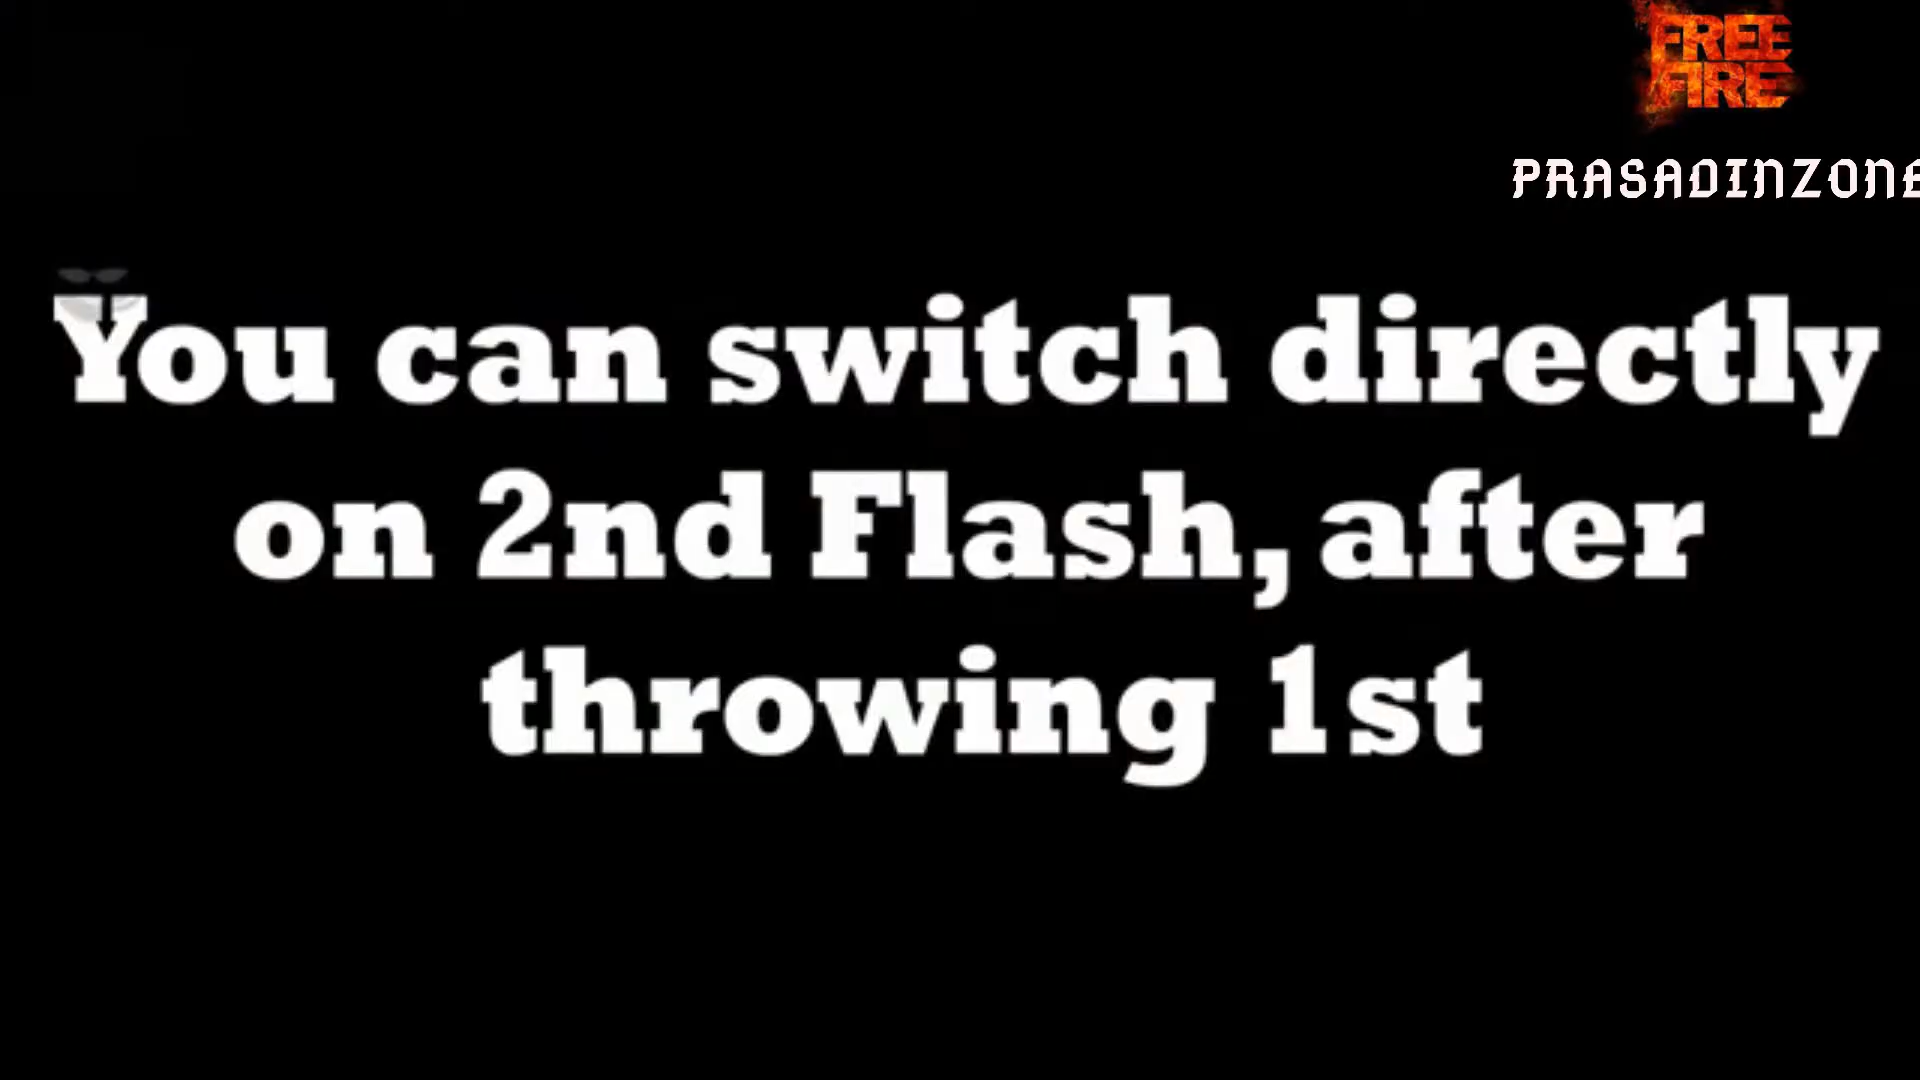 FREE
FIRE
PRASADINZONE
You can switch directly
on 2nd Flash, after
throwing 1st